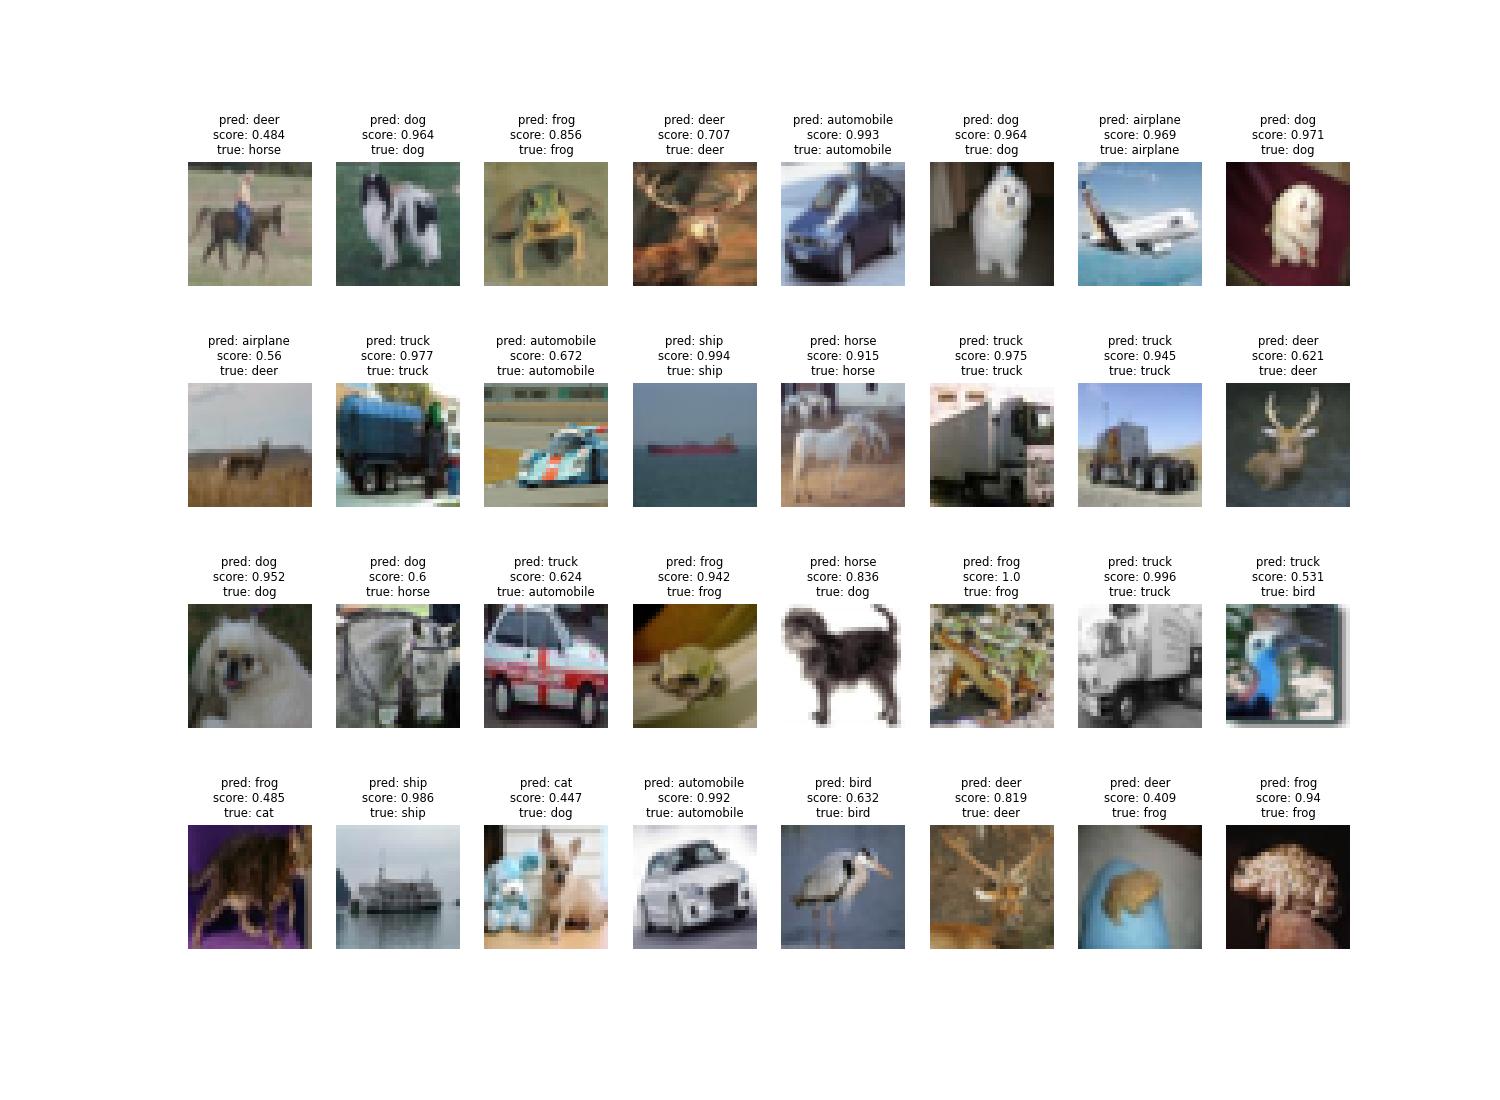 pred: deer
score: 0.484
true: horse
pred: dog
score: 0.964
true: dog
pred: frog
score: 0.856
true: frog
pred: deer
score: 0.707
true: deer
pred: automobile
score: 0.993
true: automobile
pred: dog
score: 0.964
true: dog
pred: airplane
score: 0.969
true: airplane
pred: dog
score: 0.971
true: dog
pred: airplane
score: 0.56
true: deer
pred: truck
score: 0.977
true: truck
pred: automobile
score: 0.672
true: automobile
pred: ship
score: 0.994
true: ship
pred: horse
score: 0.915
true: horse
pred: truck
score: 0.975
true: truck
pred: truck
score: 0.945
true: truck
pred: deer
score: 0.621
true: deer
pred: dog
score: 0.952
true: dog
pred: dog
score: 0.6
true: horse
pred: truck
score: 0.624
true: automobile
pred: frog
score: 0.942
true: frog
pred: horse
score: 0.836
true: dog
pred: frog
score: 1.0
true: frog
pred: truck
score: 0.996
true: truck
pred: truck
score: 0.531
true: bird
pred: frog
score: 0.485
true: cat
pred: ship
score: 0.986
true: ship
pred: cat
score: 0.447
true: dog
pred: automobile
score: 0.992
true: automobile
pred: bird
score: 0.632
true: bird
pred: deer
score: 0.819
true: deer
pred: deer
score: 0.409
true: frog
pred: frog
score: 0.94
true: frog